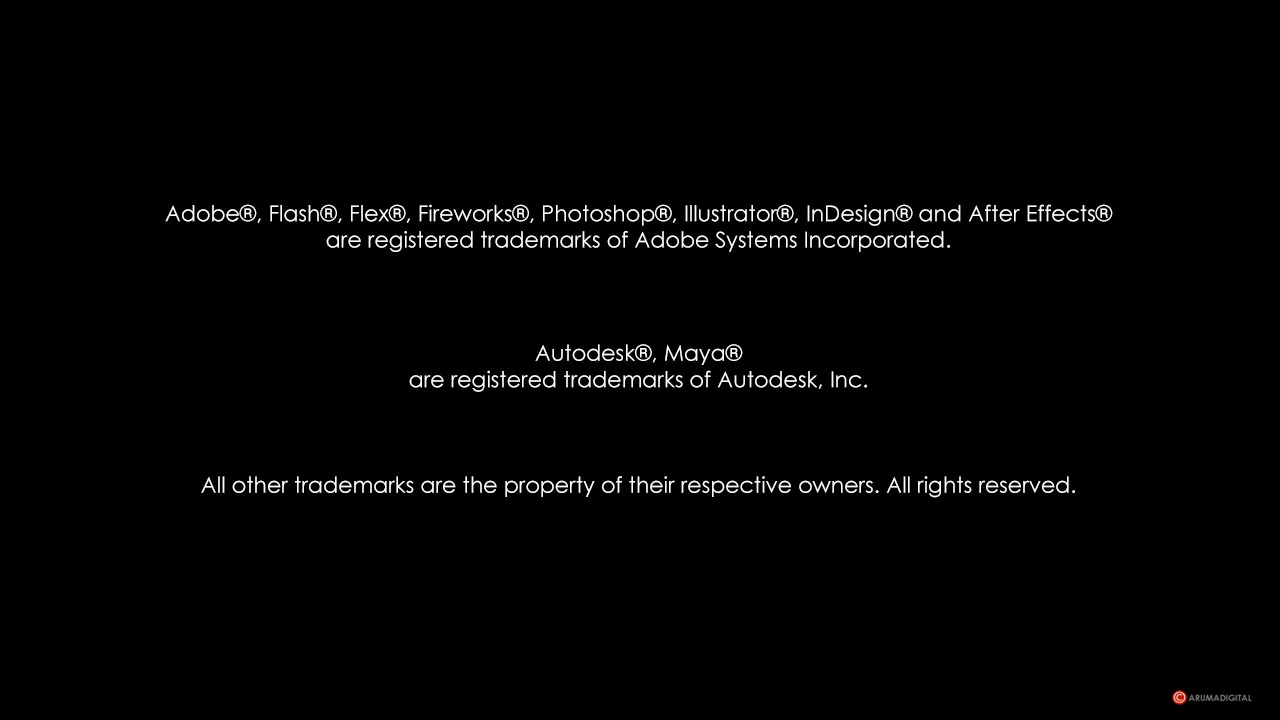 Adobe®, Flash®, Flex®, Fireworks®, Photoshop®, Illustrator®, InDesign® and After Effects®
are registered trademarks of Adobe Systems Incorporated.
Autodesk®, Maya®
are registered trademarks of Autodesk, Inc.
All other trademarks are the property of their respective owners. All rights reserved.
© ARUMADIGITAL